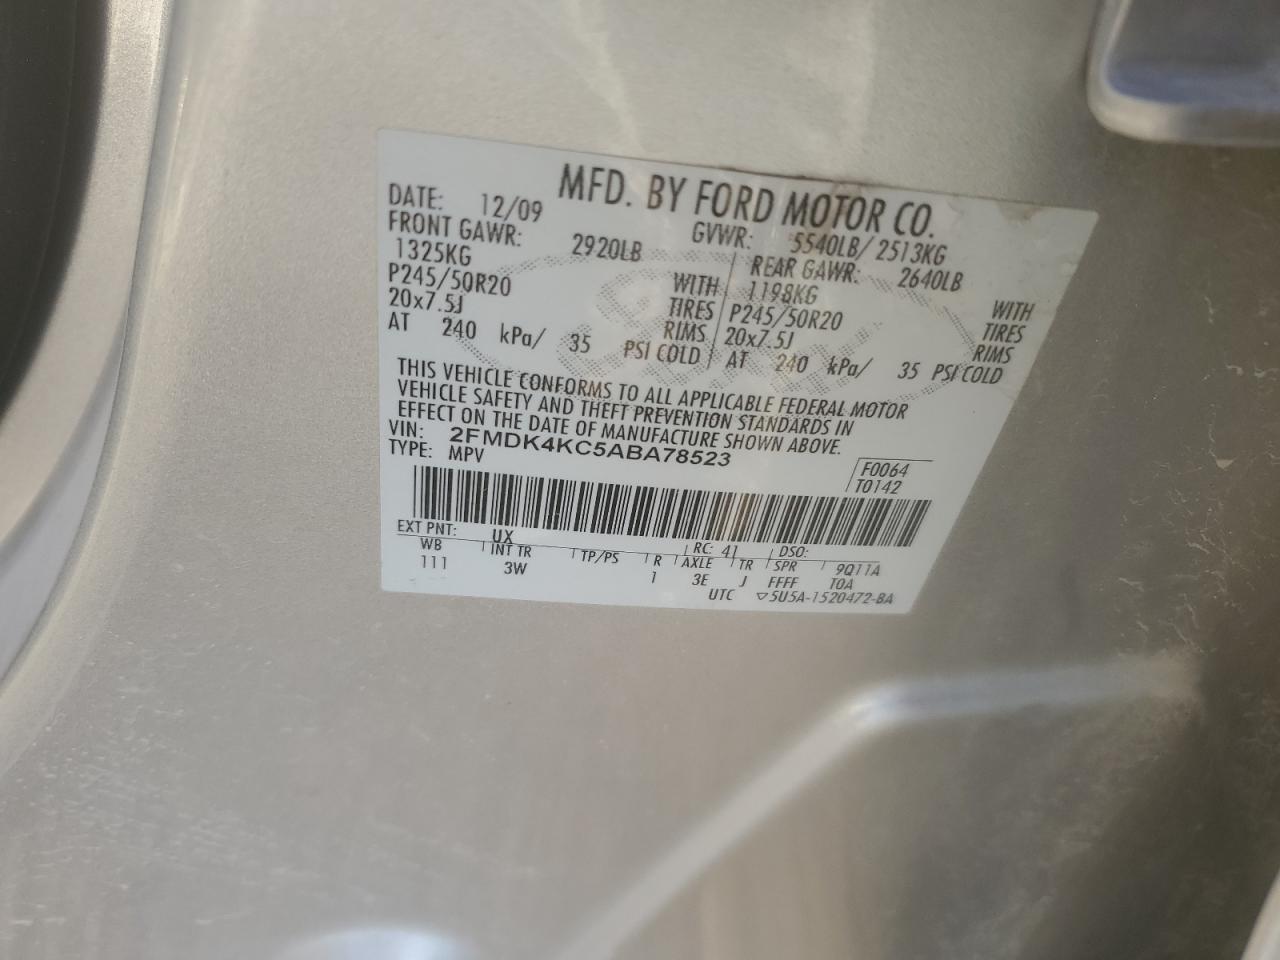 MFD. BY FORD MOTOR CO.
DATE: 12/09 GVWR: 5540LB/ 2513KG
FRONT GAWR: 2920LB REAR GAWR: 2640LB
1325KG WITH 1198KG WITH
P245/50R20 TIRES P245/50R20 TIRES
20x7.5J RIMS 20x7.5J RIMS
AT 240 kPa/ 35 PSI COLD AT 240 kPa/ 35 PSI COLD
THIS VEHICLE CONFORMS TO ALL APPLICABLE FEDERAL MOTOR
VEHICLE SAFETY AND THEFT PREVENTION STANDARDS IN
EFFECT ON THE DATE OF MANUFACTURE SHOWN ABOVE.
VIN: 2FMDK4KC5ABA78523
TYPE: MPV F0064
T0142
EXT PNT: UX RC: 41 DSO:
WB INT TR TP/PS R AXLE TR SPR 9Q11A
111 3W 1 3E J FFFF TOA
UTC ▽5U5A-1520472-BA